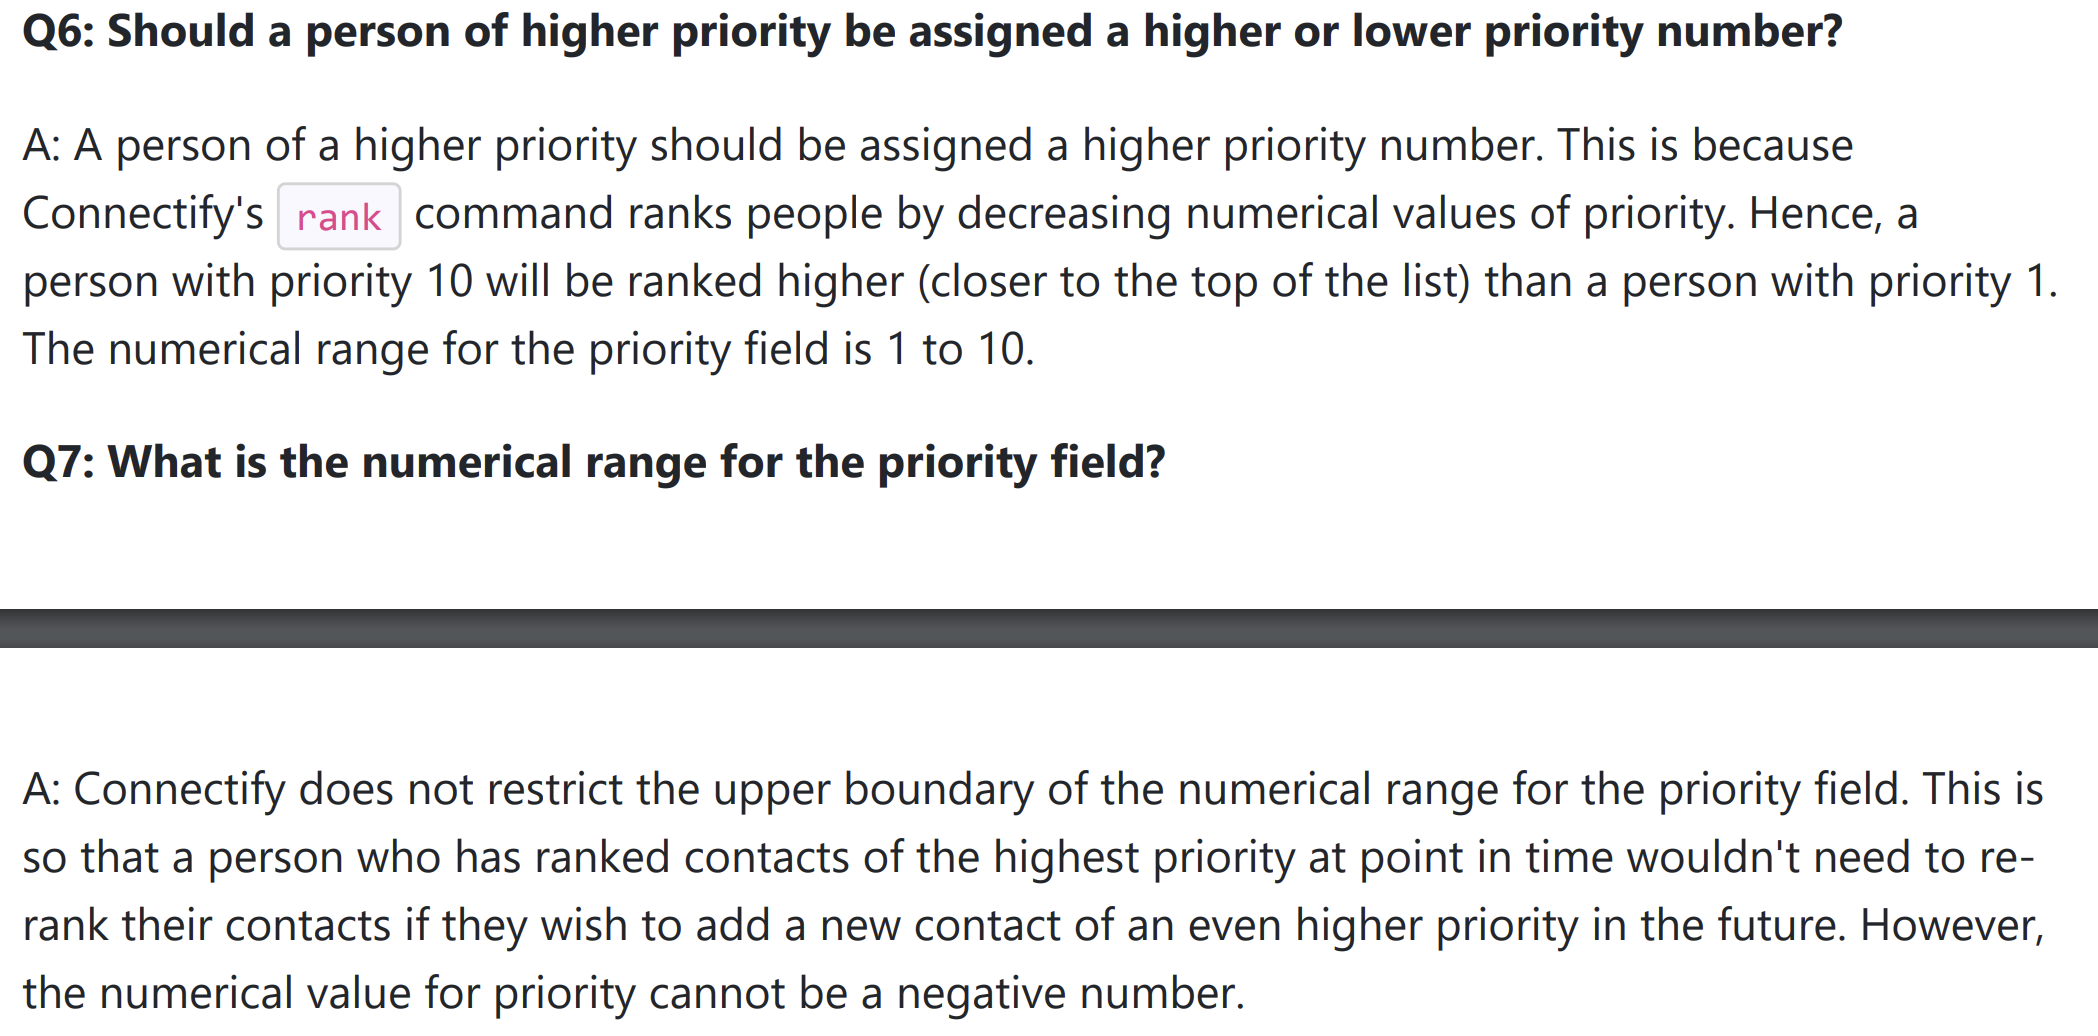 Q6: Should a person of higher priority be assigned a higher or lower priority number?
A: A person of a higher priority should be assigned a higher priority number. This is because
Connectify's rank command ranks people by decreasing numerical values of priority. Hence, a
person with priority 10 will be ranked higher (closer to the top of the list) than a person with priority 1.
The numerical range for the priority field is 1 to 10.
Q7: What is the numerical range for the priority field?
A: Connectify does not restrict the upper boundary of the numerical range for the priority field. This is
so that a person who has ranked contacts of the highest priority at point in time wouldn't need to re-
rank their contacts if they wish to add a new contact of an even higher priority in the future. However,
the numerical value for priority cannot be a negative number.